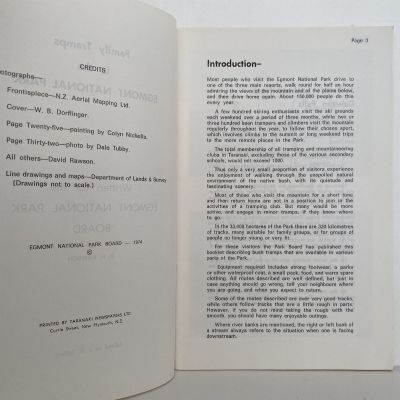 CREDITS
Photographs—
Frontispiece—N.Z. Aerial Mapping Ltd.
Cover—W. B. Dorflinger.
Page Twenty-five—painting by Colyn Nicholls.
Page Thirty-two—photo by Dale Tubby.
All others—David Rawson.
Line drawings and maps—Department of Lands & Survey
(Drawings not to scale.)
EGMONT NATIONAL PARK BOARD — 1974
©
PRINTED BY TARANAKI NEWSPAPERS LTD.
Currie Street, New Plymouth, N.Z.
Page 3
Introduction—
Most people who visit the Egmont National Park drive to
one of the three main resorts, walk round for half an hour
admiring the views of the mountain and of the plains below,
and then drive home again. About 150,000 people do this
every year.
A few hundred ski-ing enthusiasts visit the ski grounds
each weekend over a period of three months, while two or
three hundred keen trampers and climbers visit the mountain
regularly throughout the year, to follow their chosen sport,
which involves climbs to the summit or long weekend trips
to the more remote places in the Park.
The total membership of all tramping and mountaineering
clubs in Taranaki, excluding those of the various secondary
schools, would not exceed 1000.
Thus only a very small proportion of visitors experience
the enjoyment of walking through the unspoiled natural
environment of the native bush, with its outstandingly
fascinating scenery.
Most of those who visit the mountain for a short time
and then return home are not in a position to join in the
activities of a tramping club. But many would be more
active, and engage in minor tramps, if they knew where
to go.
In the 33,000 hectares of the Park there are 320 kilometres
of tracks, many suitable for family groups, or for groups of
people no longer young or very fit.
For these visitors the Park Board has published this
booklet describing bush tramps that are available in various
parts of the Park.
Equipment required includes strong footwear, a parka
or other waterproof coat, a small pack, food, and warm spare
clothing. All routes described are well defined, but just in
case anything should go wrong, tell your neighbours where
you are going, and when you expect to return.
Some of the routes described are over very good tracks,
while others follow tracks that are a little rough in parts.
However, if you do not mind taking the rough with the
smooth, you should have many enjoyable outings.
Where river banks are mentioned, the right or left bank of
a stream always refers to the situation when one is facing
downstream.